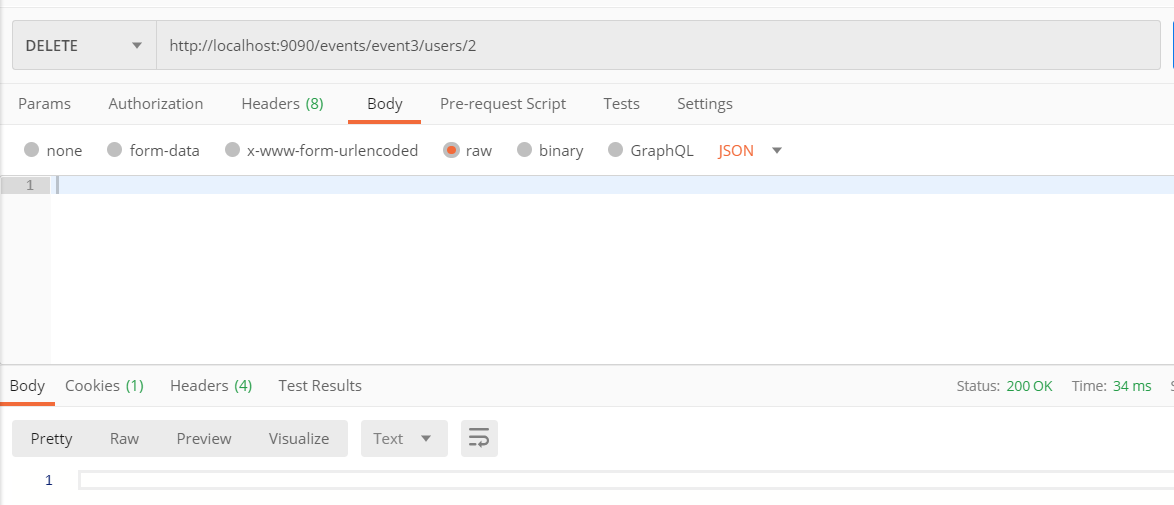 DELETE http://localhost:9090/events/event3/users/2
Params Authorization Headers (8) Body Pre-request Script Tests Settings
none form-data x-www-form-urlencoded raw binary GraphQL JSON
1
Body Cookies (1) Headers (4) Test Results Status: 200 OK Time: 34 ms
Pretty Raw Preview Visualize Text
1